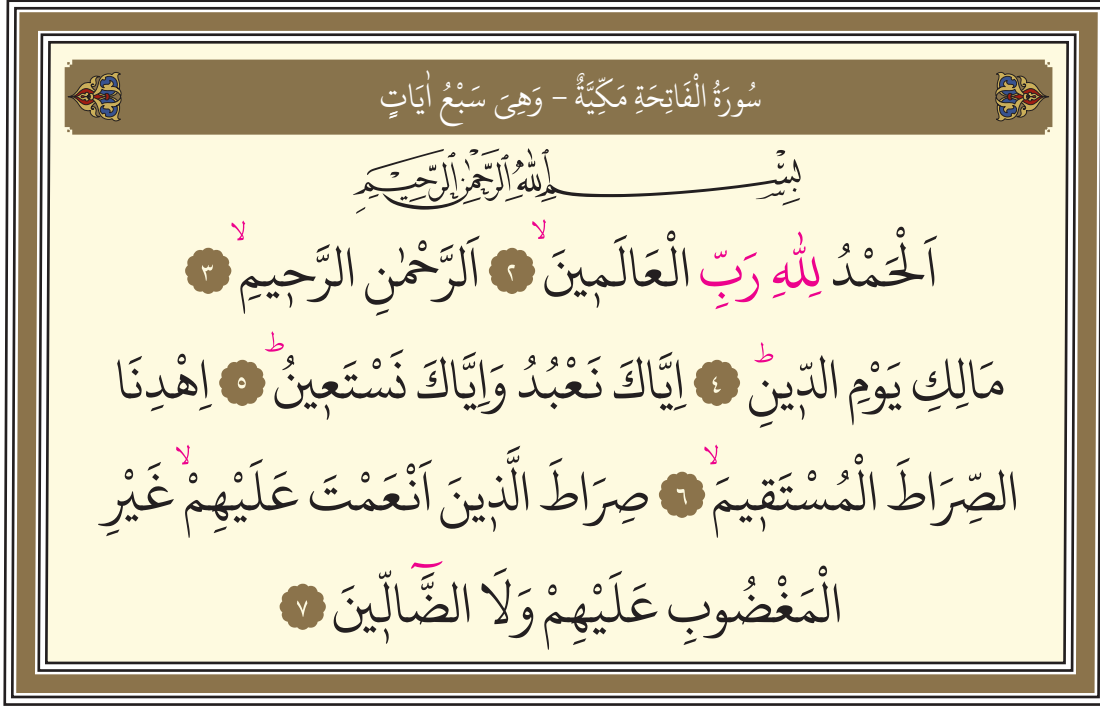 سُورَةُ الْفَاتِحَةِ مَكِّيَّةٌ – وَهِىَ سَبْعُ اٰيَاتٍ
بِسْمِ اللّٰهِ الرَّحْمٰنِ الرَّحِيمِ
اَلْحَمْدُ لِلّٰهِ رَبِّ الْعَالَمٖينَۙ ٢ اَلرَّحْمٰنِ الرَّحٖيمِۙ ٣
مَالِكِ يَوْمِ الدّٖينِؕ ٤ اِيَّاكَ نَعْبُدُ وَاِيَّاكَ نَسْتَعٖينُؕ ٥ اِهْدِنَا
الصِّرَاطَ الْمُسْتَقٖيمَۙ ٦ صِرَاطَ الَّذٖينَ اَنْعَمْتَ عَلَيْهِمْۙ غَيْرِ
الْمَغْضُوبِ عَلَيْهِمْ وَلَا الضَّٓالّٖينَ ٧